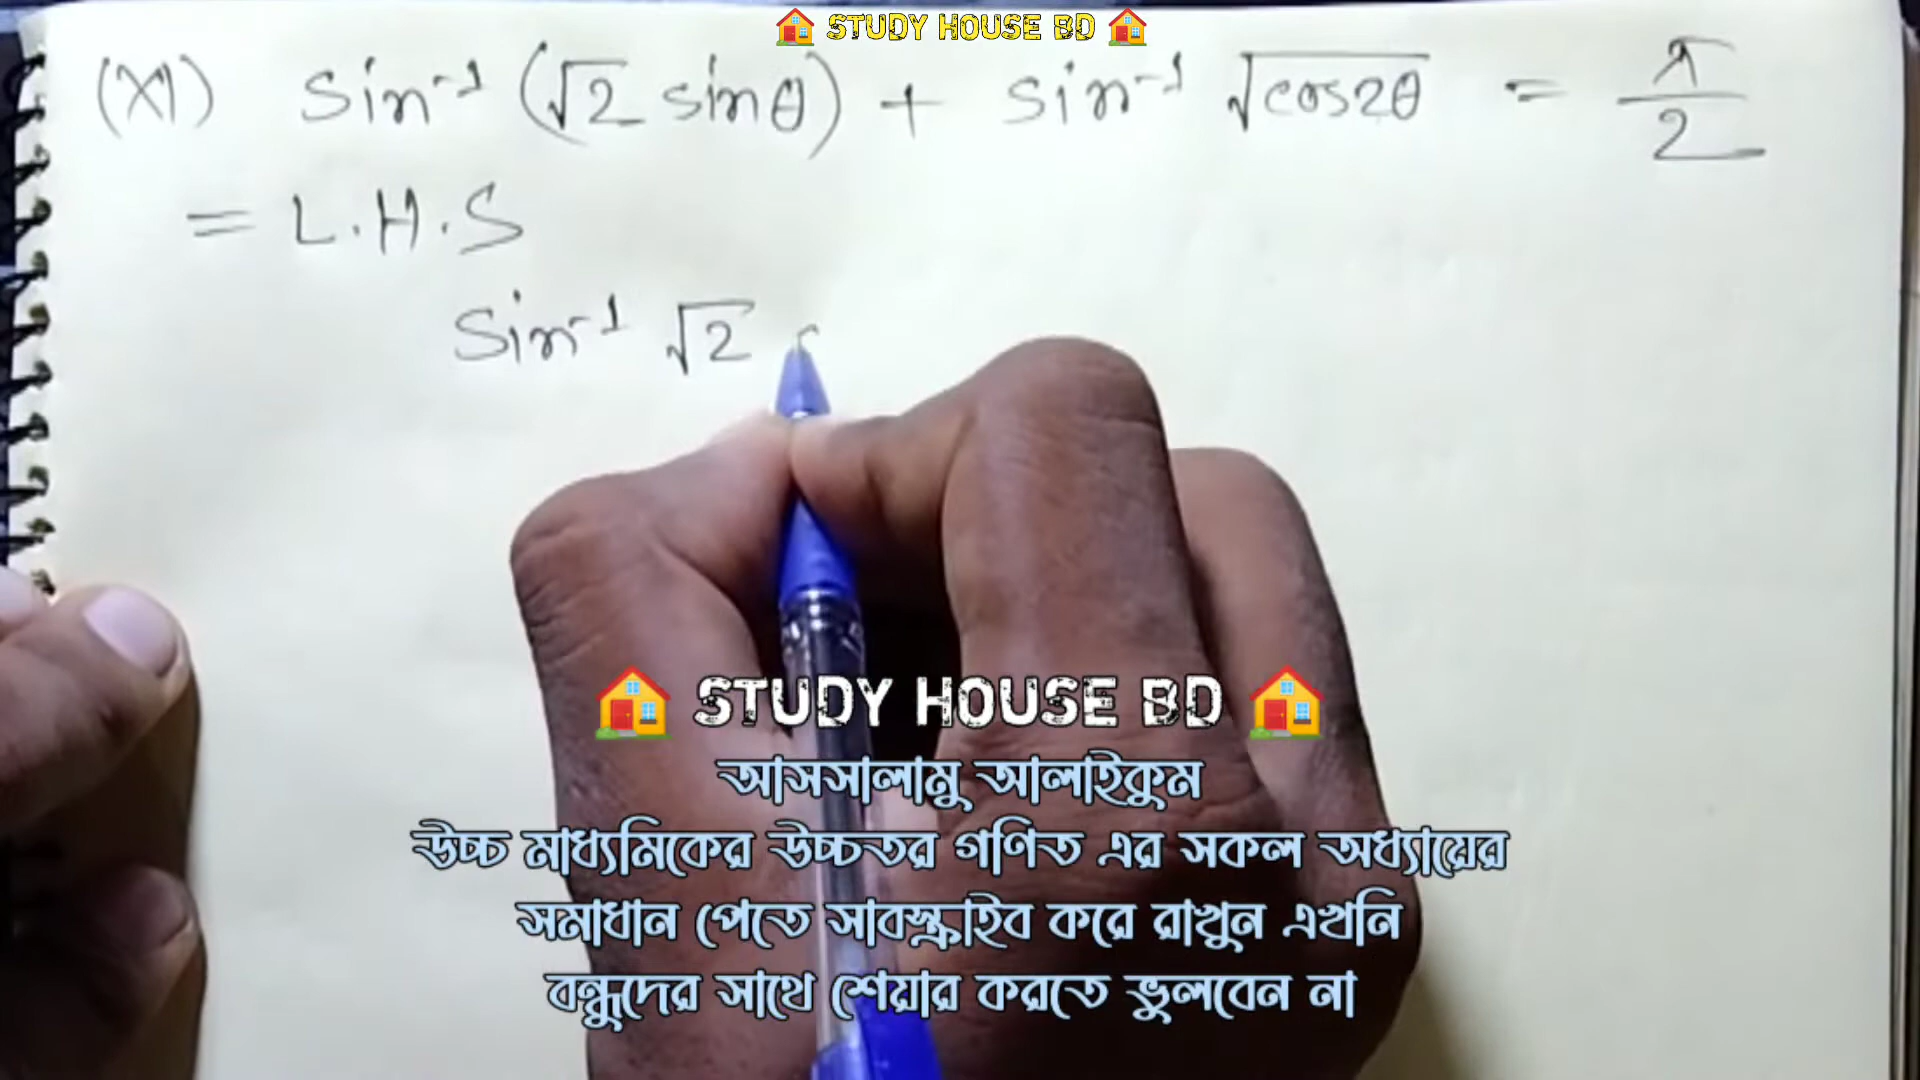 🏠 STUDY HOUSE BD 🏠
(XI) Sin⁻¹ (√2 sinθ) + sin⁻¹ √cos2θ = π/2
= L.H.S
Sin⁻¹ √2
🏠 STUDY HOUSE BD 🏠
আসসালামু আলাইকুম
উচ্চ মাধ্যমিকের উচ্চতর গণিত এর সকল অধ্যায়ের
সমাধান পেতে সাবস্ক্রাইব করে রাখুন এখনি
বন্ধুদের সাথে শেয়ার করতে ভুলবেন না